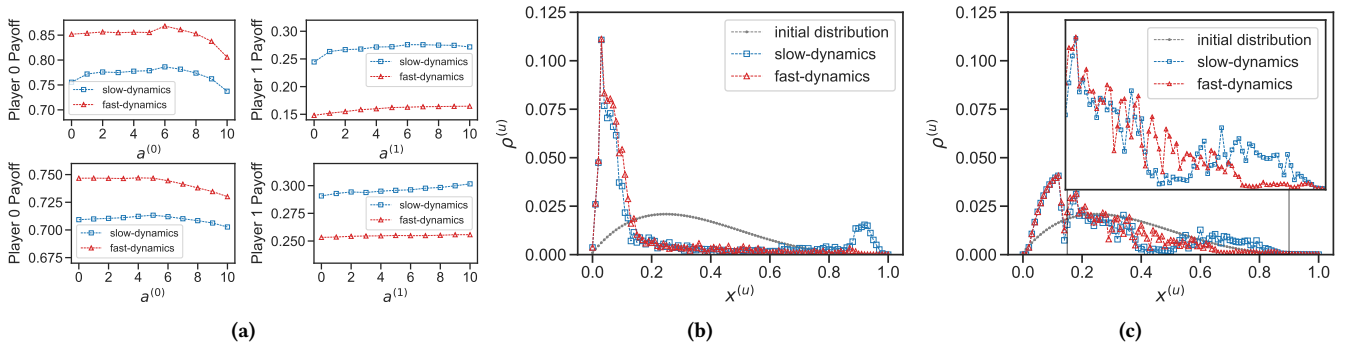 Player 0 Payoff
0.85
0.80
0.75
0.70
slow-dynamics
fast-dynamics
0 2 4 6 8 10
a^(0)
Player 1 Payoff
0.30
0.25
0.20
0.15
slow-dynamics
fast-dynamics
0 2 4 6 8 10
a^(1)
Player 0 Payoff
0.750
0.725
0.700
0.675
slow-dynamics
fast-dynamics
0 2 4 6 8 10
a^(0)
Player 1 Payoff
0.300
0.275
0.250
slow-dynamics
fast-dynamics
0 2 4 6 8 10
a^(1)
(a)
ρ^(u)
0.125
0.100
0.075
0.050
0.025
0.000
initial distribution
slow-dynamics
fast-dynamics
0.0 0.2 0.4 0.6 0.8 1.0
x^(u)
(b)
ρ^(u)
0.125
0.100
0.075
0.050
0.025
0.000
initial distribution
slow-dynamics
fast-dynamics
0.0 0.2 0.4 0.6 0.8 1.0
x^(u)
(c)